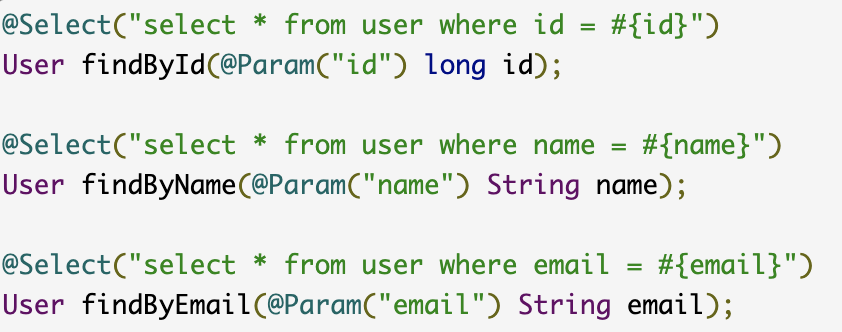 @Select("select * from user where id = #{id}")
User findById(@Param("id") long id);
@Select("select * from user where name = #{name}")
User findByName(@Param("name") String name);
@Select("select * from user where email = #{email}")
User findByEmail(@Param("email") String email);